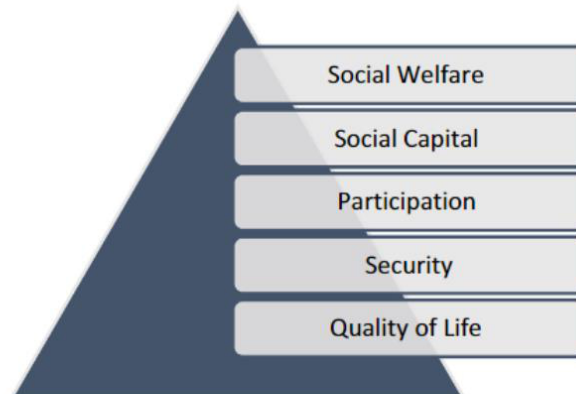 Social Welfare
Social Capital
Participation
Security
Quality of Life